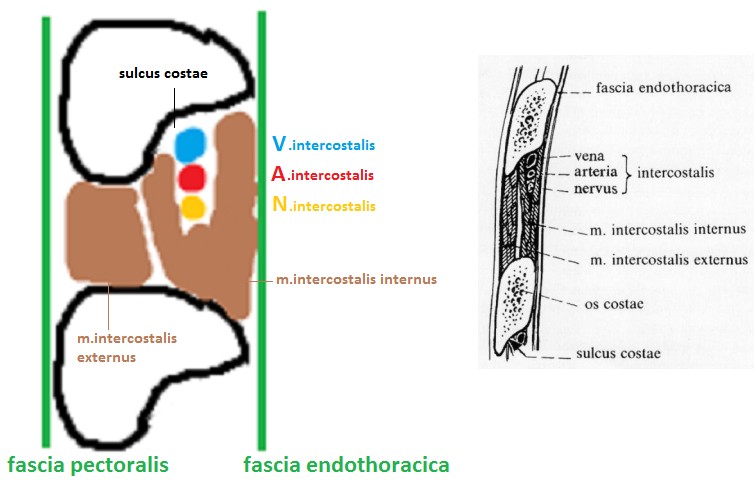 sulcus costae
V.intercostalis
A.intercostalis
N.intercostalis
m.intercostalis internus
m.intercostalis
externus
fascia pectoralis
fascia endothoracica
fascia endothoracica
vena
arteria
nervus
intercostalis
m. intercostalis internus
m. intercostalis externus
os costae
sulcus costae